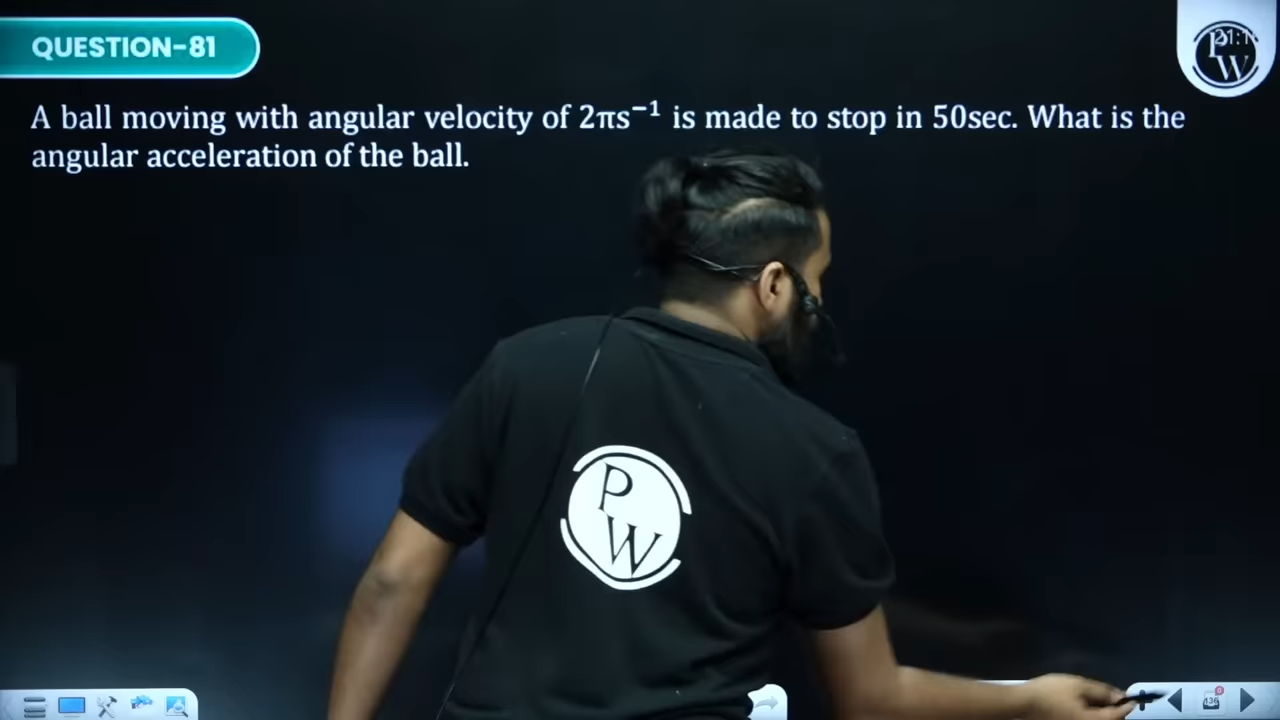 QUESTION-81
A ball moving with angular velocity of 2πs⁻¹ is made to stop in 50sec. What is the
angular acceleration of the ball.
P
W
P
W
136